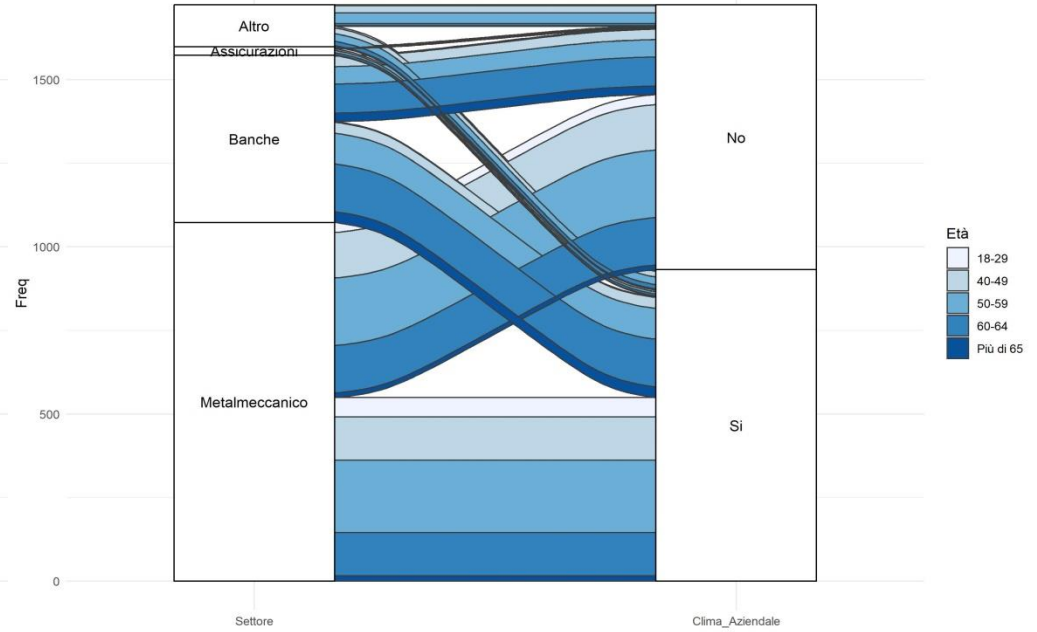 Altro
Assicurazioni
1500
Banche
No
1000
Freq
Età
18-29
40-49
50-59
60-64
Più di 65
Metalmeccanico
500
Si
0
Settore
Clima_Aziendale